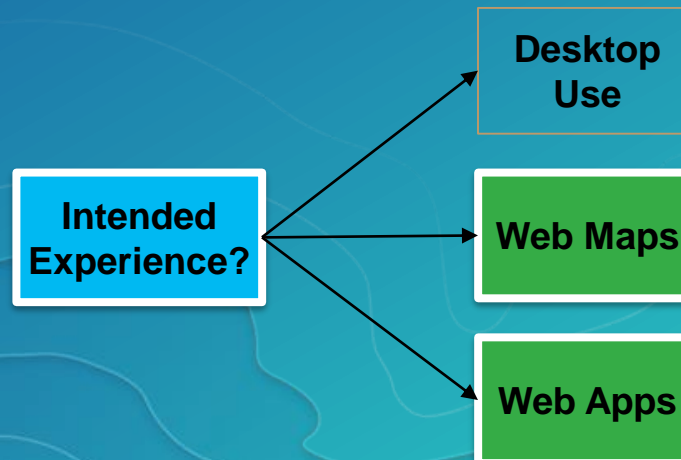 Desktop
Use
Intended
Experience?
Web Maps
Web Apps